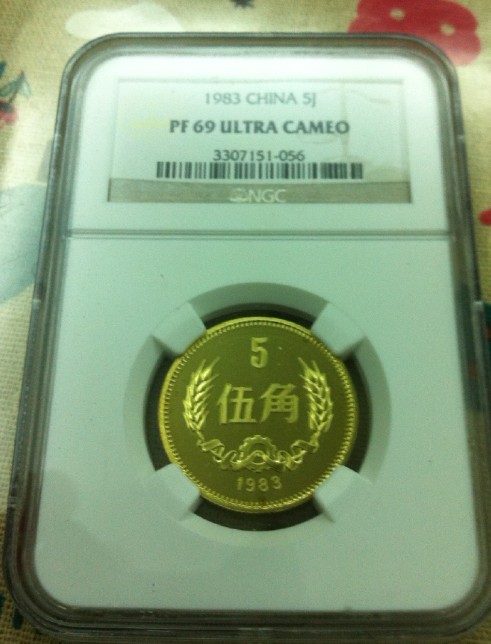 1983 CHINA 5J
PF 69 ULTRA CAMEO
3307151-056
NGC
5
伍角
1983